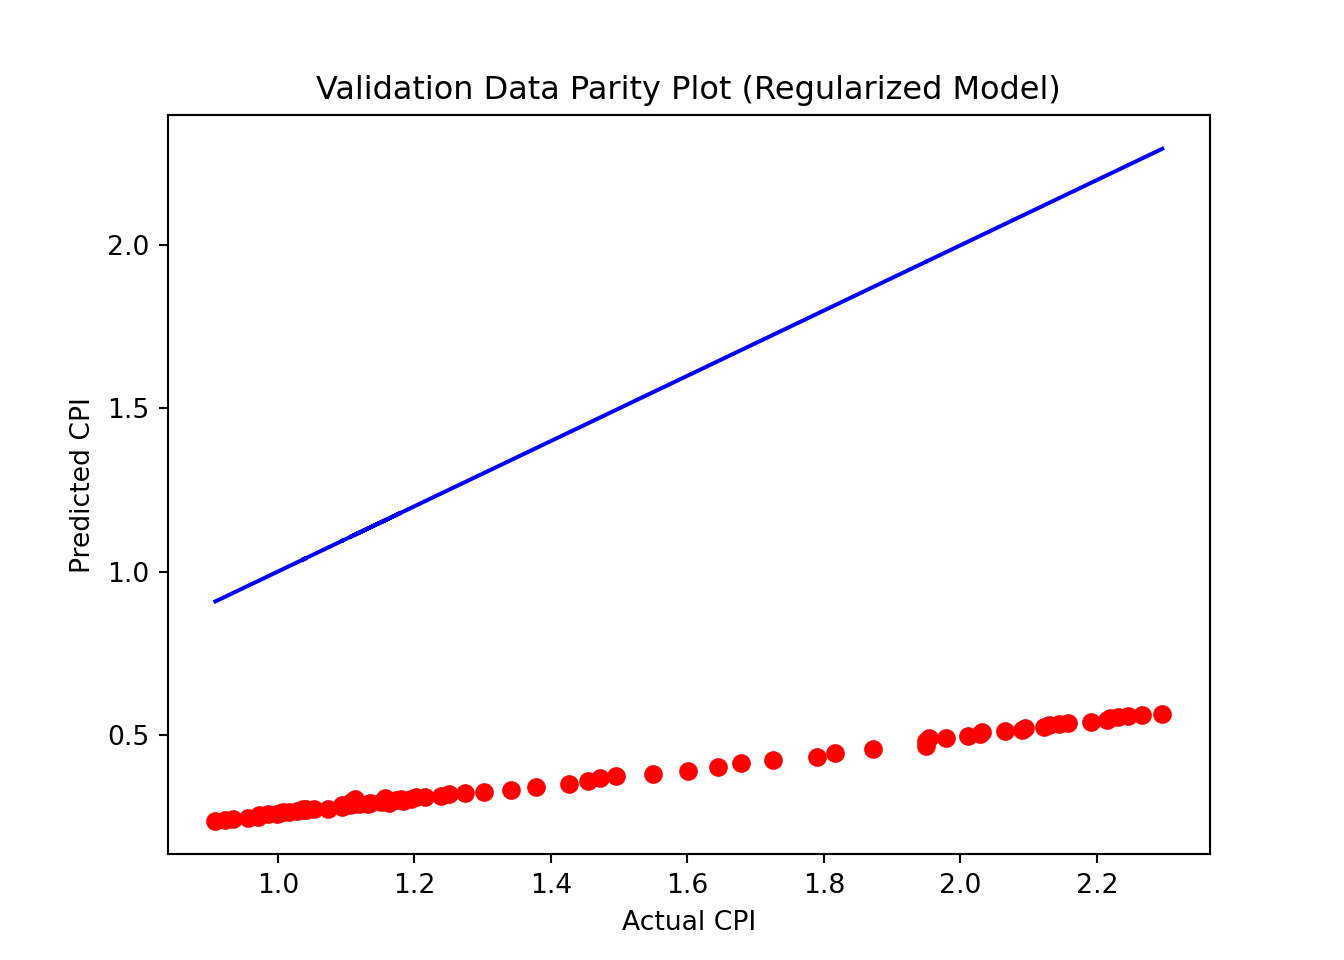 Validation Data Parity Plot (Regularized Model)
2.0
1.5
1.0
0.5
Predicted CPI
1.0 1.2 1.4 1.6 1.8 2.0 2.2
Actual CPI